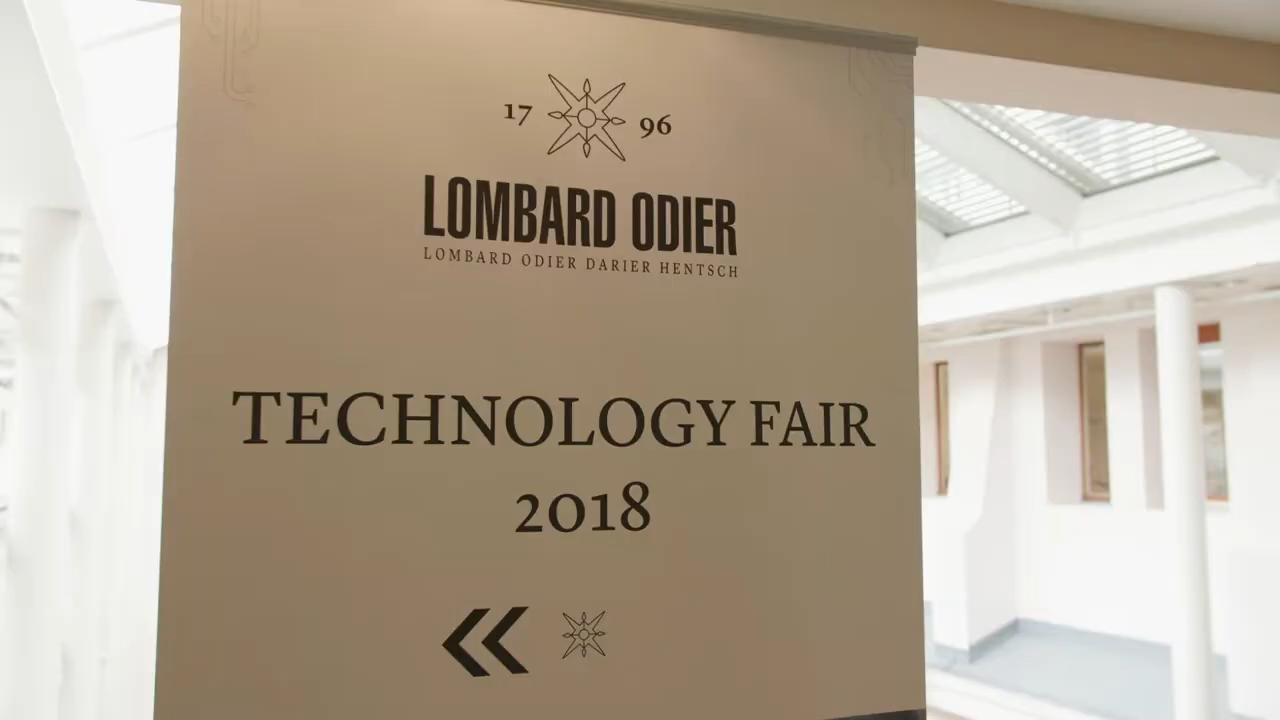 17 96
LOMBARD ODIER
LOMBARD ODIER DARIER HENTSCH
TECHNOLOGY FAIR
2018